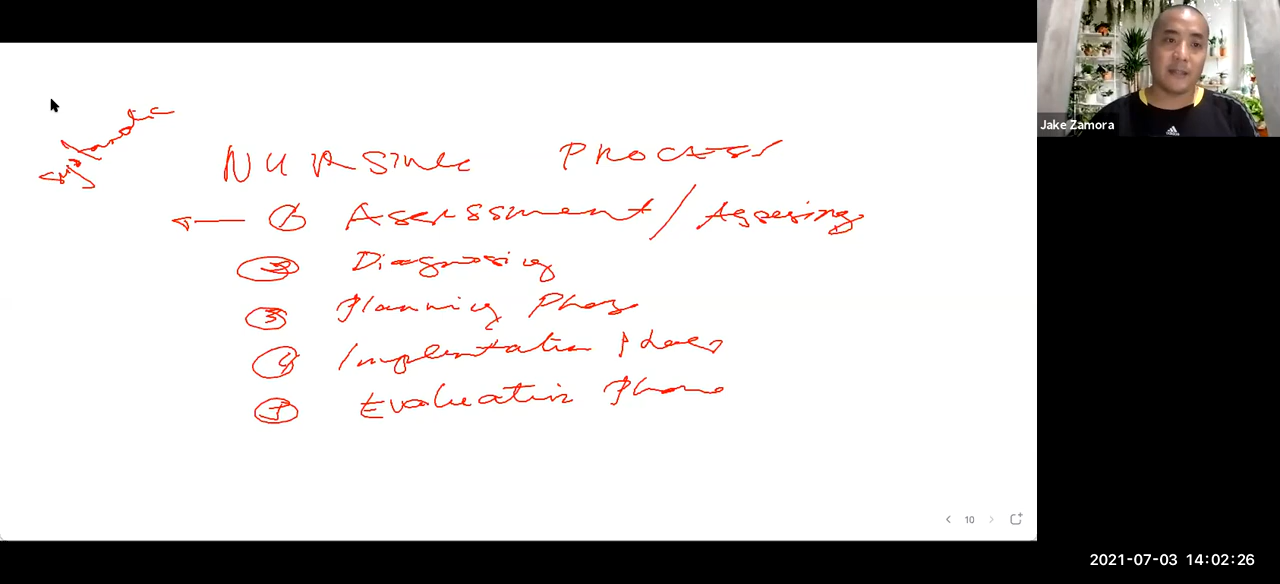 Jake Zamora
systematic
NURSING PROCESS
① Assessment / Assessing
② Diagnosing
③ Planning Phase
④ Implementation Phase
⑤ Evaluation Phase
10
2021-07-03 14:02:26